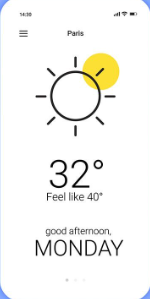 14:30
Paris
32°
Feel like 40°
good afternoon,
MONDAY